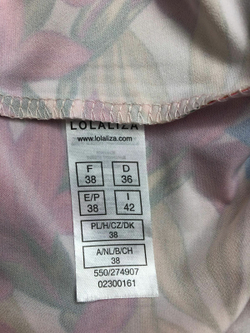 LOLALIZA
www.lolaliza.com
F D
38 36
E/P I
38 42
PL/H/CZ/DK
38
A/NL/B/CH
38
550/274907
02300161